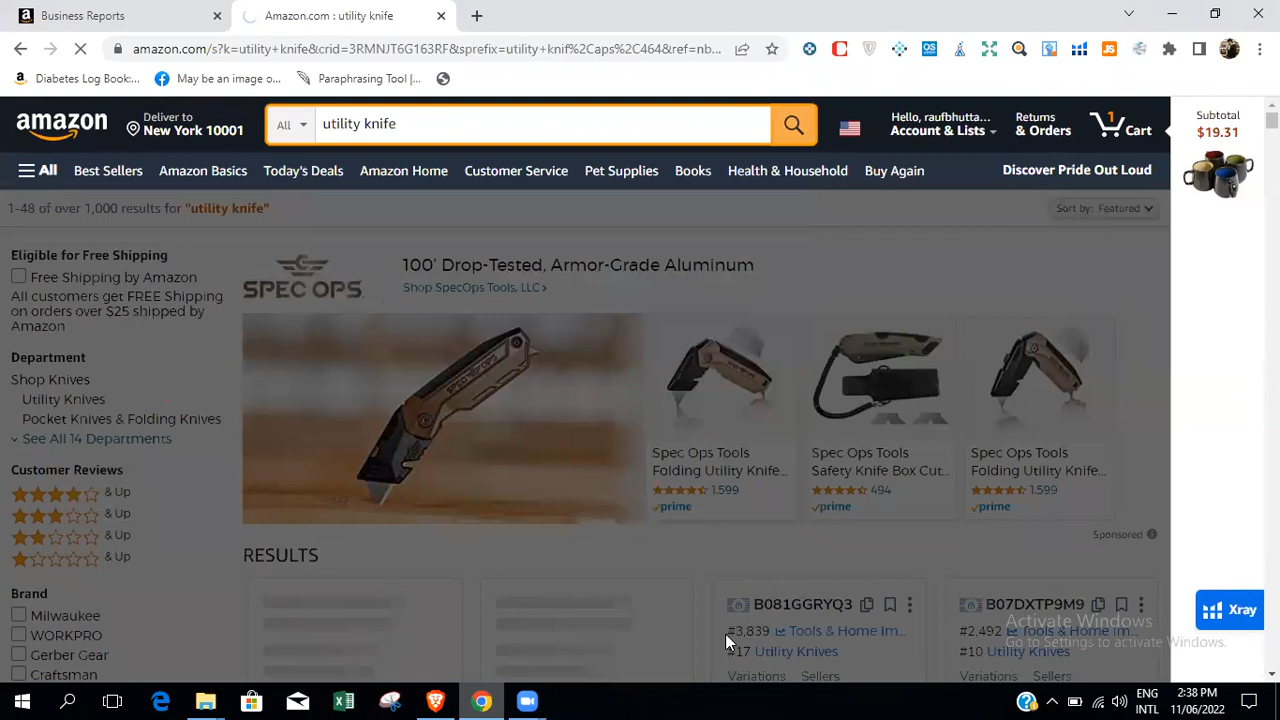 Business Reports
Amazon.com : utility knife
amazon.com/s?k=utility+knife&crid=3RMNJT6G163RF&sprefix=utility+knif%2Caps%2C464&ref=nb...
Diabetes Log Book:...
May be an image o...
Paraphrasing Tool |...
amazon
Deliver to
New York 10001
All
utility knife
Hello, raufbhutta...
Account & Lists
Returns
& Orders
1
Cart
Subtotal
$19.31
All
Best Sellers
Amazon Basics
Today's Deals
Amazon Home
Customer Service
Pet Supplies
Books
Health & Household
Buy Again
Discover Pride Out Loud
1-48 of over 1,000 results for "utility knife"
Sort by: Featured
Eligible for Free Shipping
Free Shipping by Amazon
All customers get FREE Shipping
on orders over $25 shipped by
Amazon
Department
Shop Knives
Utility Knives
Pocket Knives & Folding Knives
See All 14 Departments
Customer Reviews
& Up
& Up
& Up
& Up
Brand
Milwaukee
WORKPRO
Gerber Gear
Craftsman
SPEC OPS
100' Drop-Tested, Armor-Grade Aluminum
Shop SpecOps Tools, LLC ›
Spec Ops Tools
Folding Utility Knife...
1,599
prime
Spec Ops Tools
Safety Knife Box Cut...
494
prime
Spec Ops Tools
Folding Utility Knife...
1,599
prime
Sponsored
RESULTS
B081GGRYQ3
#3,839 Tools & Home Im...
#17 Utility Knives
Variations Sellers
B07DXTP9M9
#2,492 Tools & Home Im...
#10 Utility Knives
Variations Sellers
Xray
Activate Windows
Go to Settings to activate Windows.
ENG
INTL
2:38 PM
11/06/2022